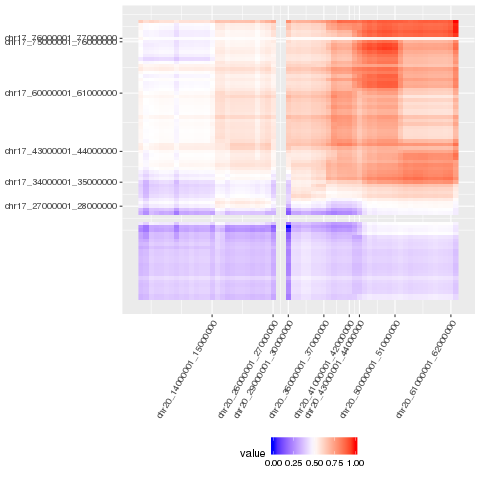 chr17_76000001_77000000
chr17_75000001_76000000
chr17_60000001_61000000
chr17_43000001_44000000
chr17_34000001_35000000
chr17_27000001_28000000
chr20_14000001_15000000
chr20_26000001_27000000
chr20_29000001_30000000
chr20_36000001_37000000
chr20_41000001_42000000
chr20_43000001_44000000
chr20_50000001_51000000
chr20_61000001_62000000
value
0.00 0.25 0.50 0.75 1.00